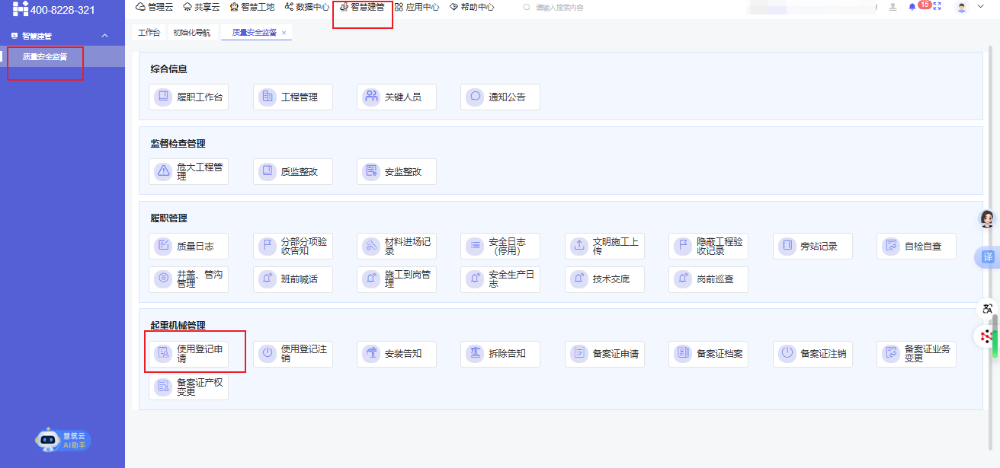 400-8228-321
管理云 共享云 智慧工地 数据中心 智慧建管 应用中心 帮助中心 请输入搜索内容 15
智慧建管
质量安全监督
工作台 初始化导航 质量安全监督 ×
综合信息
履职工作台 工程管理 关键人员 通知公告
监督检查管理
危大工程管
理
质监整改 安监整改
履职管理
质量日志
分部分项验
收告知
材料进场记
录
安全日志
(停用)
文明施工上
传
隐蔽工程验
收记录
旁站记录 自检自查
井盖、管沟
管理
班前喊话
施工到岗管
理
安全生产日
志
技术交底 岗前巡查
起重机械管理
使用登记申
请
使用登记注
销
安装告知 拆除告知 备案证申请 备案证档案 备案证注销
备案证业务
变更
备案证产权
变更
译
慧筑云
AI助手